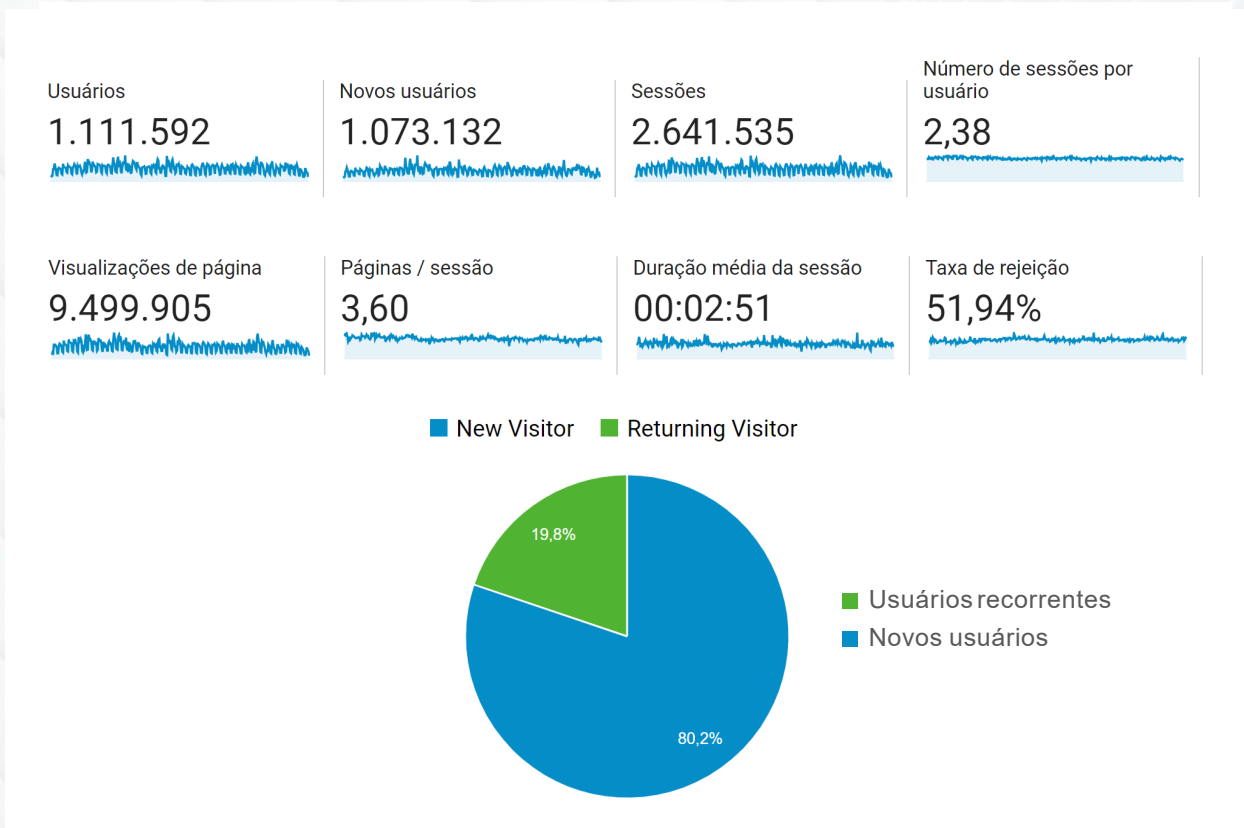 Usuários
1.111.592
Novos usuários
1.073.132
Sessões
2.641.535
Número de sessões por
usuário
2,38
Visualizações de página
9.499.905
Páginas / sessão
3,60
Duração média da sessão
00:02:51
Taxa de rejeição
51,94%
New Visitor
Returning Visitor
19,8%
80,2%
Usuários recorrentes
Novos usuários